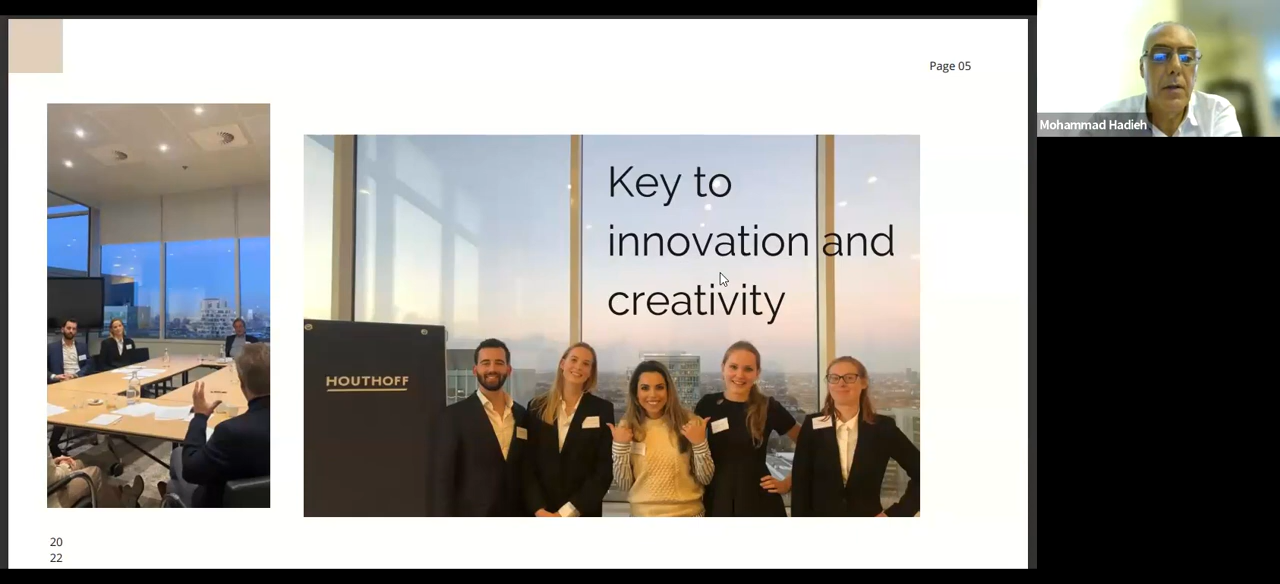 Page 05
Key to
innovation and
creativity
HOUTHOFF
20
22
Mohammad Hadieh